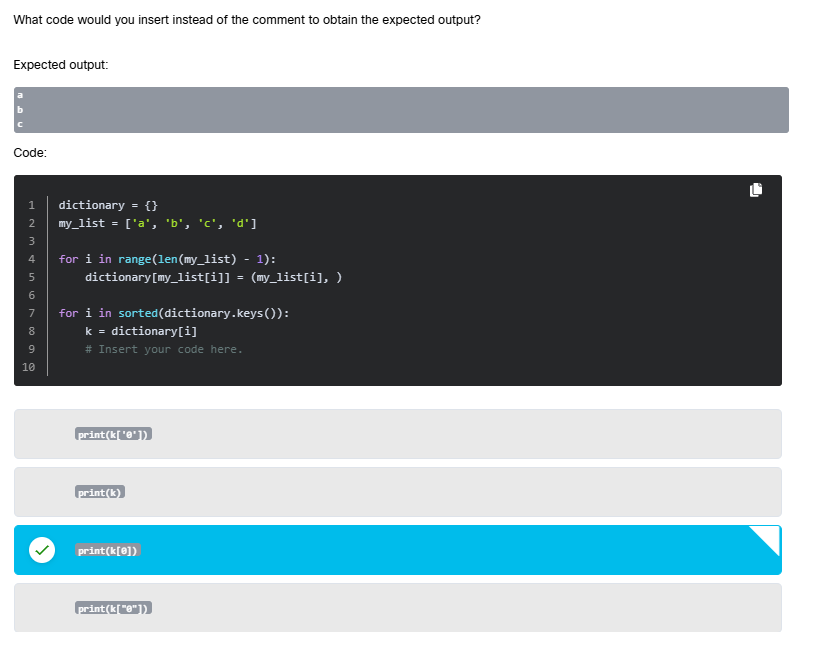 What code would you insert instead of the comment to obtain the expected output?
Expected output:
a
b
c
Code:
1 dictionary = {}
2 my_list = ['a', 'b', 'c', 'd']
3
4 for i in range(len(my_list) - 1):
5     dictionary[my_list[i]] = (my_list[i], )
6
7 for i in sorted(dictionary.keys()):
8     k = dictionary[i]
9     # Insert your code here.
10
print(k['0'])
print(k)
print(k[0])
print(k["0"])